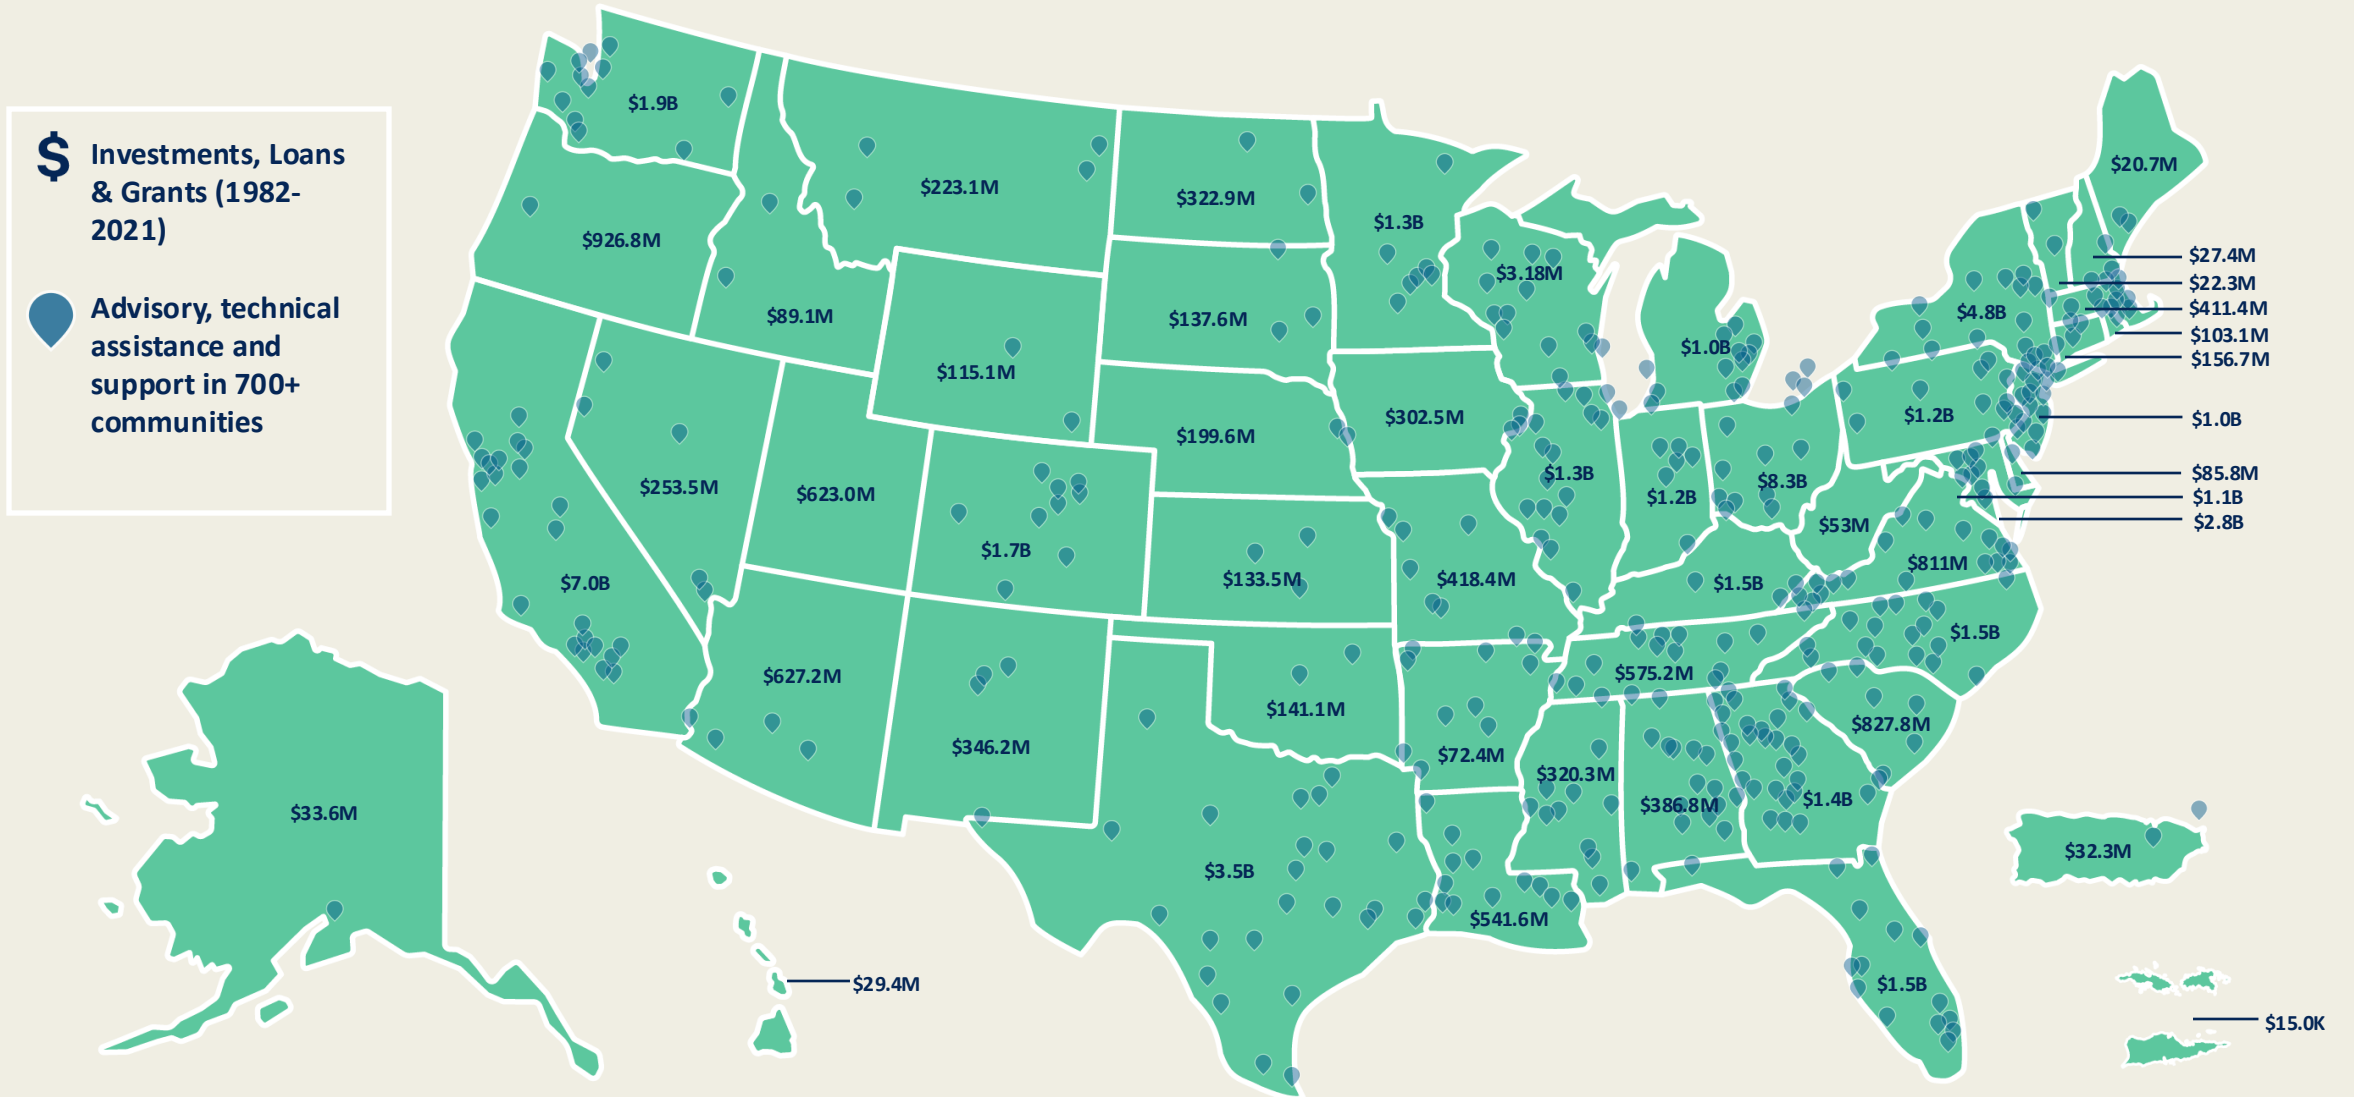 $
Investments, Loans
& Grants (1982-
2021)
Advisory, technical
assistance and
support in 700+
communities
$1.9B
$926.8M
$223.1M
$322.9M
$1.3B
$3.18M
$20.7M
$27.4M
$22.3M
$411.4M
$103.1M
$156.7M
$89.1M
$115.1M
$137.6M
$1.0B
$4.8B
$199.6M
$302.5M
$1.2B
$1.0B
$253.5M
$623.0M
$1.3B
$1.2B
$8.3B
$85.8M
$1.1B
$2.8B
$53M
$7.0B
$1.7B
$133.5M
$418.4M
$1.5B
$811M
$627.2M
$346.2M
$141.1M
$575.2M
$1.5B
$72.4M
$320.3M
$386.8M
$1.4B
$827.8M
$33.6M
$3.5B
$541.6M
$32.3M
$29.4M
$1.5B
$15.0K